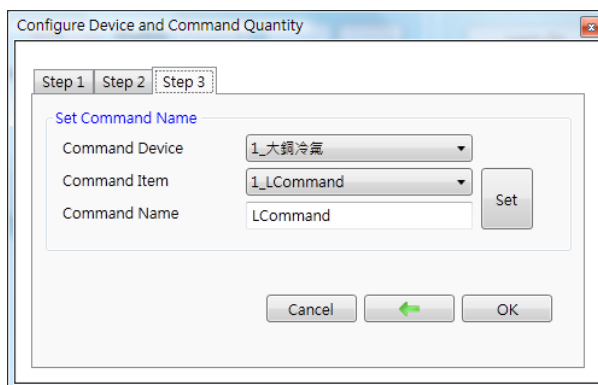 Configure Device and Command Quantity
Step 1 Step 2 Step 3
Set Command Name
Command Device 1_大銅冷氣
Command Item 1_LCommand
Command Name LCommand
Set
Cancel OK